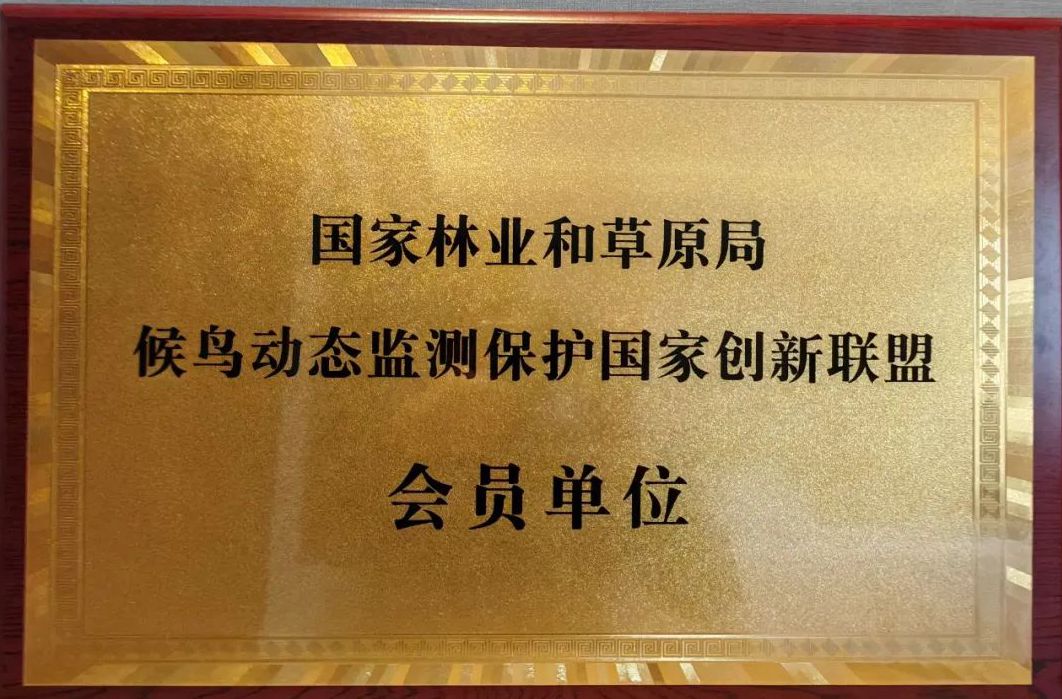 国家林业和草原局
候鸟动态监测保护国家创新联盟
会员单位